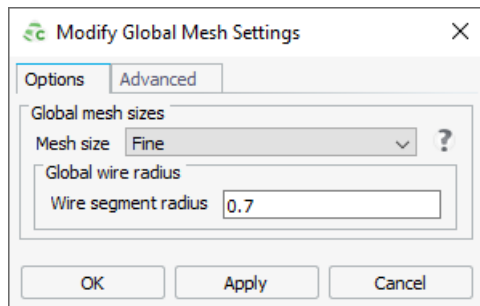 Modify Global Mesh Settings
Options Advanced
Global mesh sizes
Mesh size Fine ?
Global wire radius
Wire segment radius 0.7
OK Apply Cancel